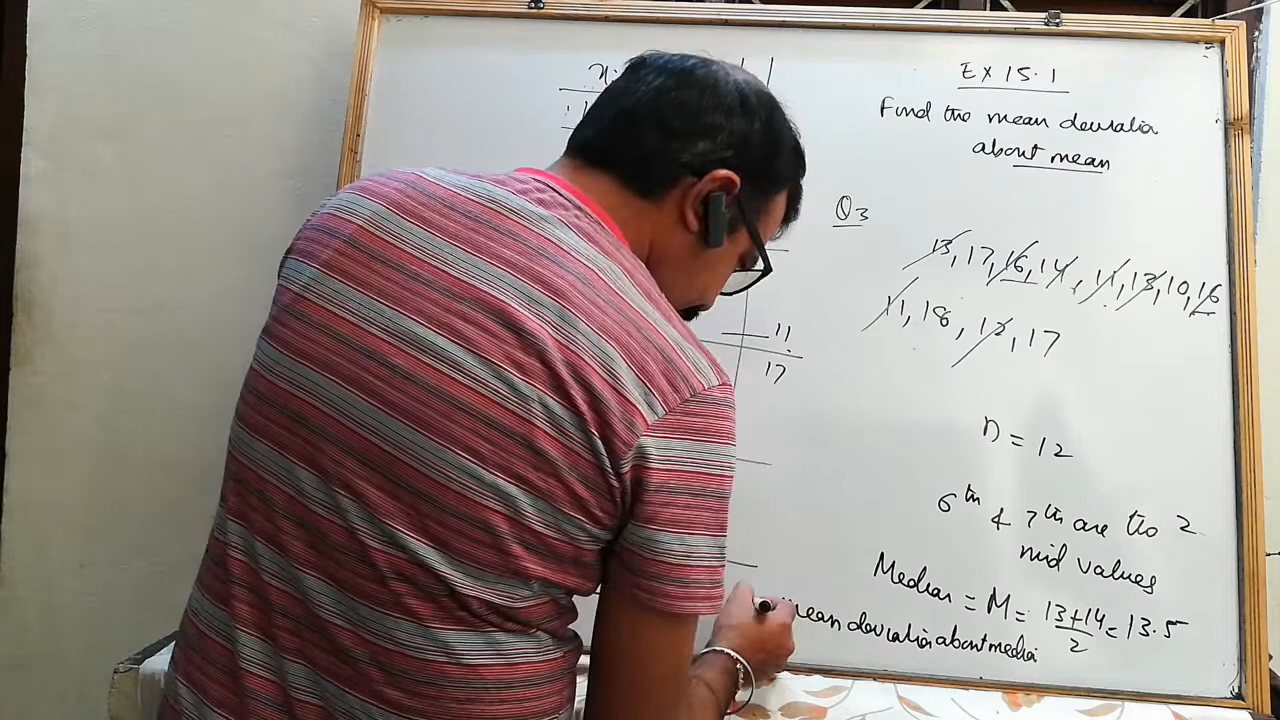 Ex 15.1
Find the mean deviation
about mean
Q3
13, 17, 16, 14, 11, 13, 10, 16
11, 18, 12, 17
11
17
n = 12
6th & 7th are the 2
mid values
Median = M = 13+14/2 = 13.5
mean deviation about media